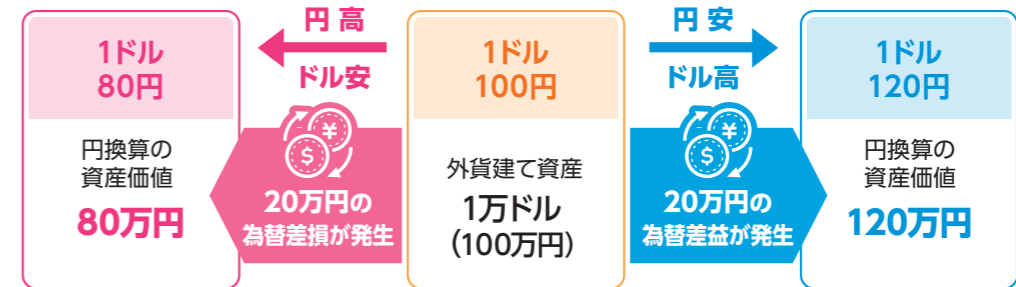 1ドル
80円
円換算の
資産価値
80万円
円 高
ドル安
¥
$
20万円の
為替差損が発生
1ドル
100円
外貨建て資産
1万ドル
(100万円)
円 安
ドル高
¥
$
20万円の
為替差益が発生
1ドル
120円
円換算の
資産価値
120万円